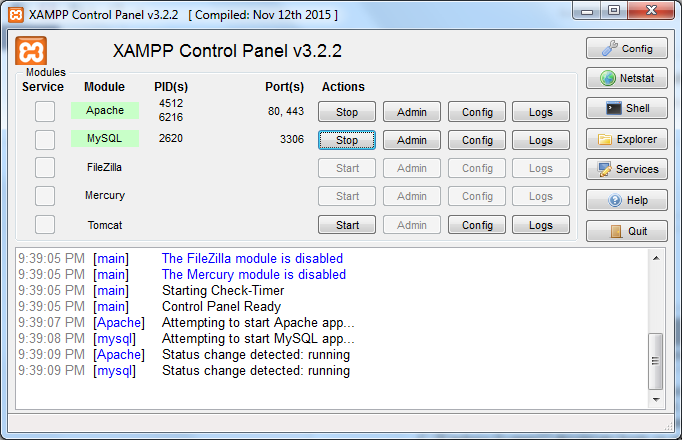 XAMPP Control Panel v3.2.2 [ Compiled: Nov 12th 2015 ]
XAMPP Control Panel v3.2.2
Config
Modules
Service Module PID(s) Port(s) Actions
Netstat
Apache 4512 6216 80, 443 Stop Admin Config Logs
Shell
MySQL 2620 3306 Stop Admin Config Logs
Explorer
FileZilla Start Admin Config Logs
Services
Mercury Start Admin Config Logs
Help
Tomcat Start Admin Config Logs
Quit
9:39:05 PM [main] The FileZilla module is disabled
9:39:05 PM [main] The Mercury module is disabled
9:39:05 PM [main] Starting Check-Timer
9:39:05 PM [main] Control Panel Ready
9:39:07 PM [Apache] Attempting to start Apache app...
9:39:08 PM [mysql] Attempting to start MySQL app...
9:39:09 PM [Apache] Status change detected: running
9:39:09 PM [mysql] Status change detected: running